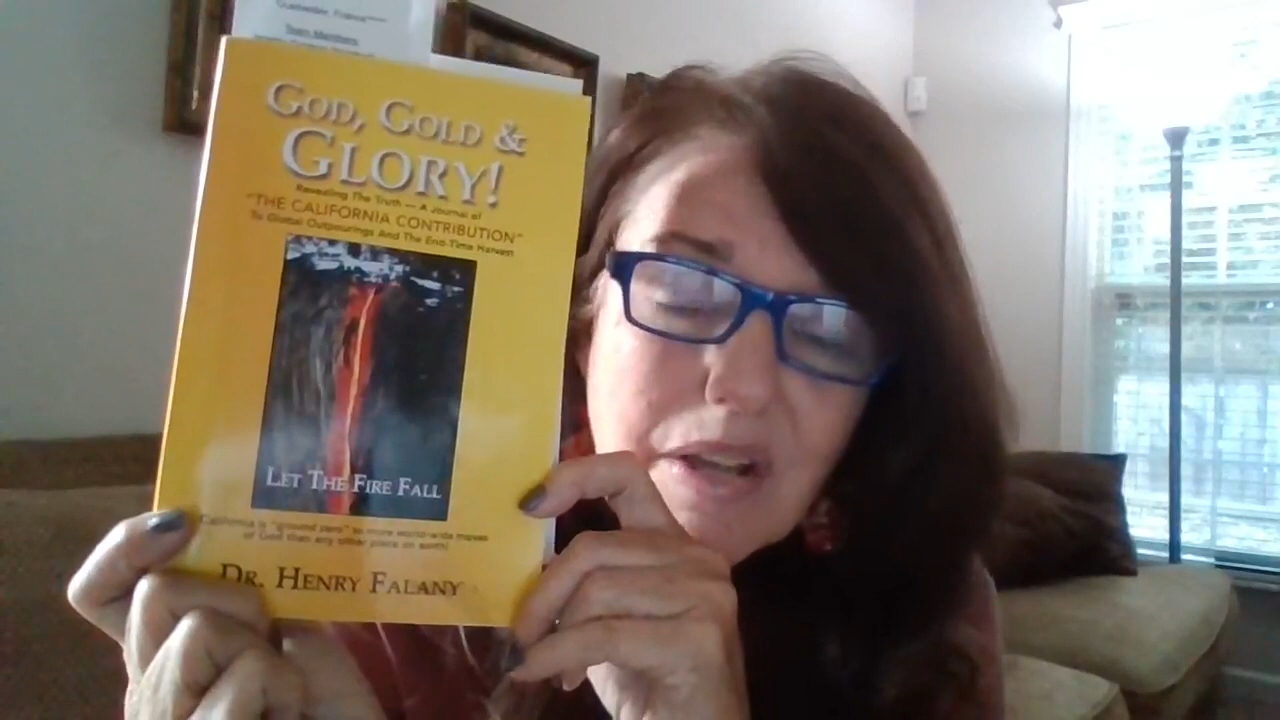 Team Members
GOD, GOLD &
GLORY!
Revealing The Truth — A Journal of
"THE CALIFORNIA CONTRIBUTION"
To Global Outpourings And The End-Time Harvest
LET THE FIRE FALL
California is "ground zero" to more world-wide moves
of God than any other place on earth!
DR. HENRY FALANY